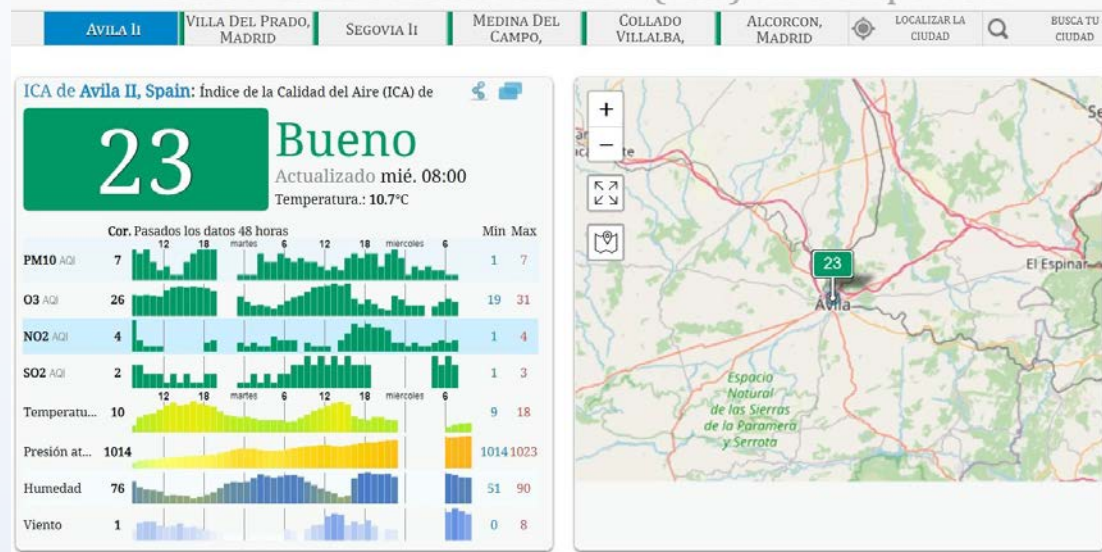 AVILA II
VILLA DEL PRADO, MADRID
SEGOVIA II
MEDINA DEL CAMPO,
COLLADO VILLALBA,
ALCORCON, MADRID
LOCALIZAR LA CIUDAD
BUSCA TU CIUDAD
ICA de Avila II, Spain: Índice de la Calidad del Aire (ICA) de
23
Bueno
Actualizado mié. 08:00
Temperatura.: 10.7°C
Cor. Pasados los datos 48 horas Min Max
12 18 martes 6 12 18 miércoles 6
PM10 AQI 7 1 7
O3 AQI 26 19 31
NO2 AQI 4 1 4
SO2 AQI 2 1 3
12 18 martes 6 12 18 miércoles 6
Temperatu... 10 9 18
Presión at... 1014 1014 1023
Humedad 76 51 90
Viento 1 0 8
+
−
23
Ávila
El Espinar
Espacio
Natural
de las Sierras
de la Paramera
y Serrota